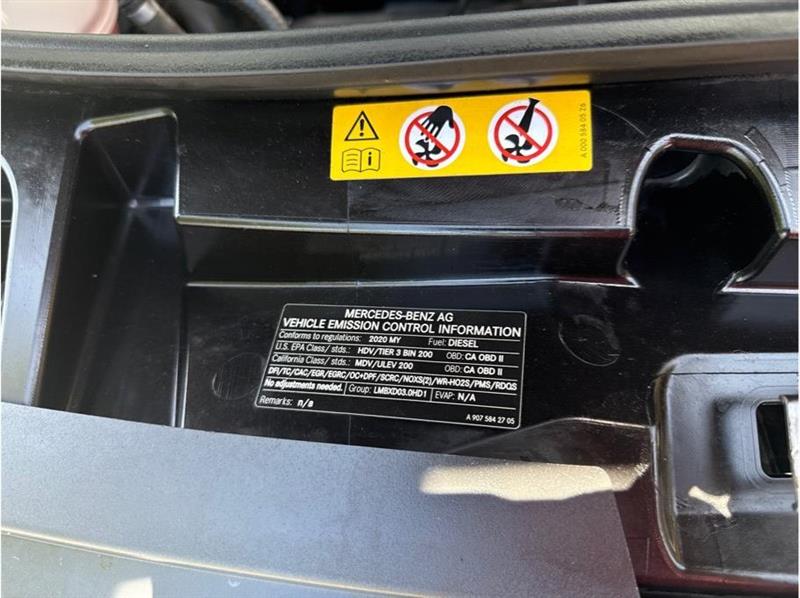 A 000 584 05 26
MERCEDES-BENZ AG
VEHICLE EMISSION CONTROL INFORMATION
Conforms to regulations: 2020 MY Fuel: DIESEL
U.S. EPA Class/ stds.: HDV/TIER 3 BIN 200 OBD: CA OBD II
California Class/ stds.: MDV/ULEV 200 OBD: CA OBD II
DFI/TC/CAC/EGR/EGRC/OC+DPF/SCRC/NOXS(2)/WR-HO2S/PMS/RDQS
No adjustments needed. Group: LMBXD03.0HD1 EVAP: N/A
Remarks: n/a
A 907 584 27 05